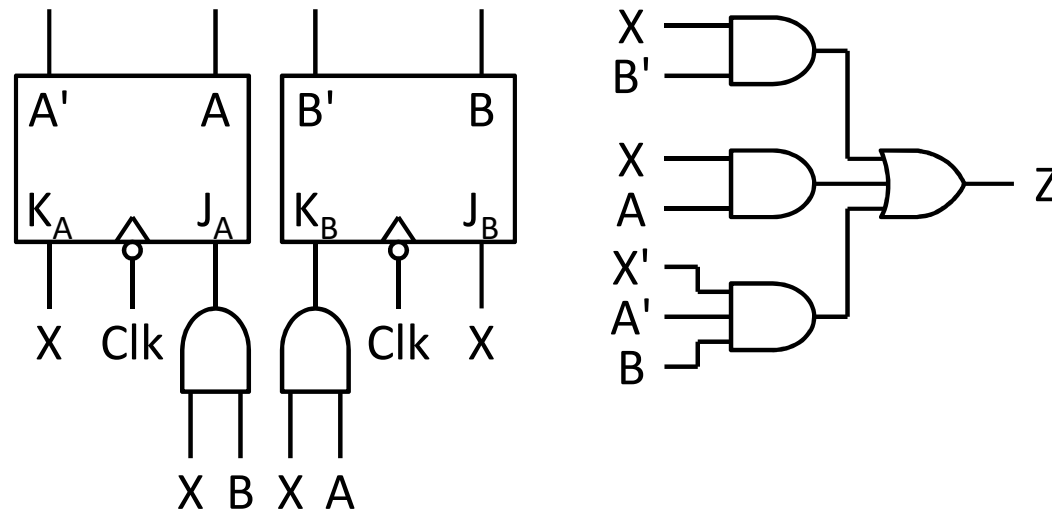 A' A B' B
K_A J_A K_B J_B
X Clk Clk X
X B X A
X
B'
X
A
X'
A'
B
Z